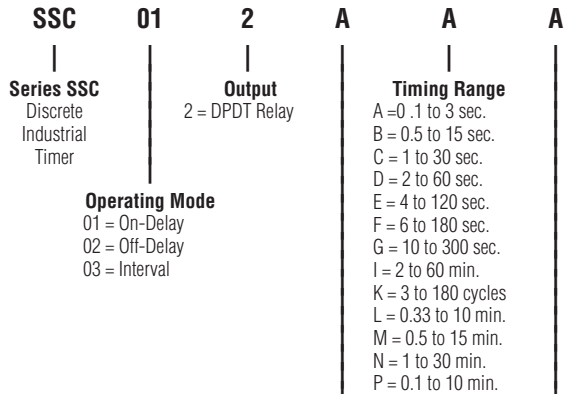 SSC 01 2 A A A
Series SSC
Discrete
Industrial
Timer
Operating Mode
01 = On-Delay
02 = Off-Delay
03 = Interval
Output
2 = DPDT Relay
Timing Range
A =0 .1 to 3 sec.
B = 0.5 to 15 sec.
C = 1 to 30 sec.
D = 2 to 60 sec.
E = 4 to 120 sec.
F = 6 to 180 sec.
G = 10 to 300 sec.
I = 2 to 60 min.
K = 3 to 180 cycles
L = 0.33 to 10 min.
M = 0.5 to 15 min.
N = 1 to 30 min.
P = 0.1 to 10 min.